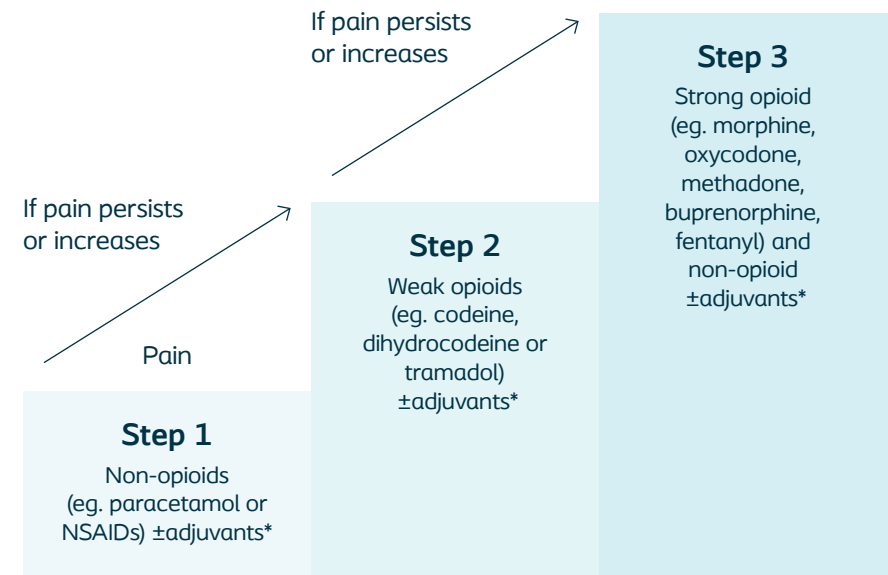 If pain persists
or increases
If pain persists
or increases
Pain
Step 1
Non-opioids
(eg. paracetamol or
NSAIDs) ±adjuvants*
Step 2
Weak opioids
(eg. codeine,
dihydrocodeine or
tramadol)
±adjuvants*
Step 3
Strong opioid
(eg. morphine,
oxycodone,
methadone,
buprenorphine,
fentanyl) and
non-opioid
±adjuvants*